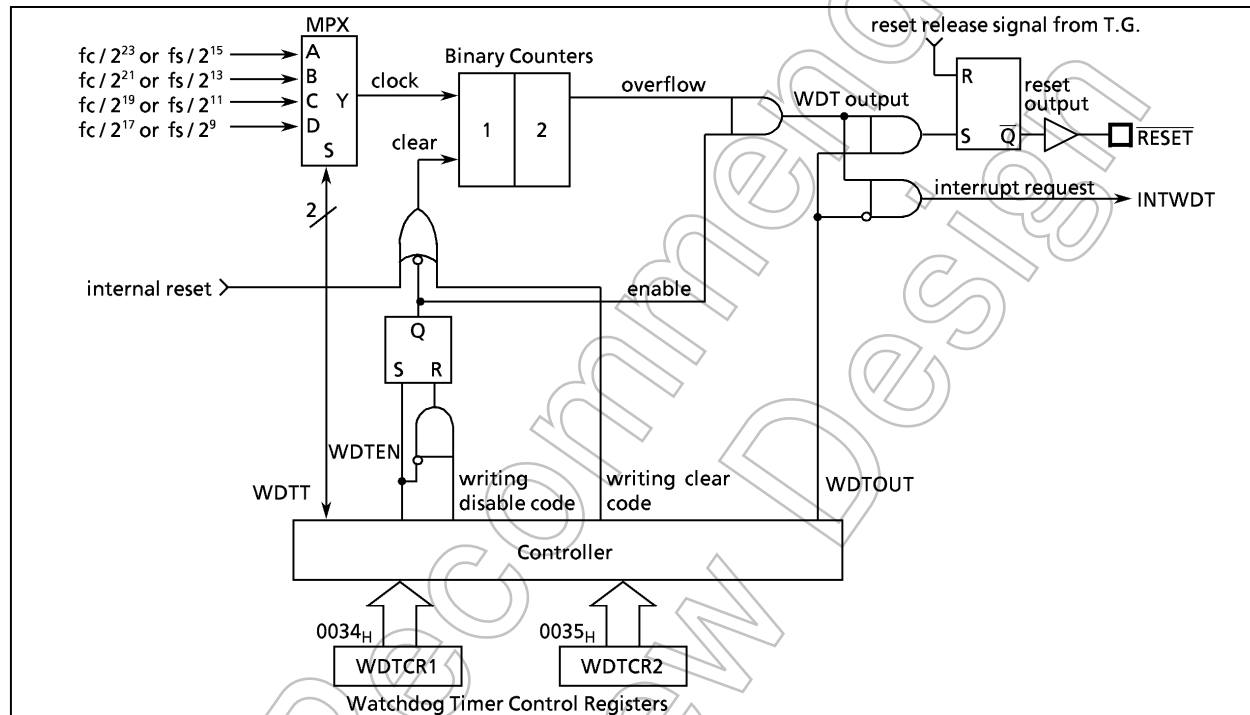 MPX
reset release signal from T.G.
fc / 2²³ or fs / 2¹⁵
fc / 2²¹ or fs / 2¹³
fc / 2¹⁹ or fs / 2¹¹
fc / 2¹⁷ or fs / 2⁹
A
B
C
D
Y
S
clock
Binary Counters
1
2
clear
overflow
WDT output
R
S
Q̅
reset
output
R̅E̅S̅E̅T̅
interrupt request
INTWDT
2
internal reset
enable
Q
S R
WDTEN
WDTT
writing
disable code
writing clear
code
WDTOUT
Controller
0034H
0035H
WDTCR1
WDTCR2
Watchdog Timer Control Registers
Recommend
ew Design